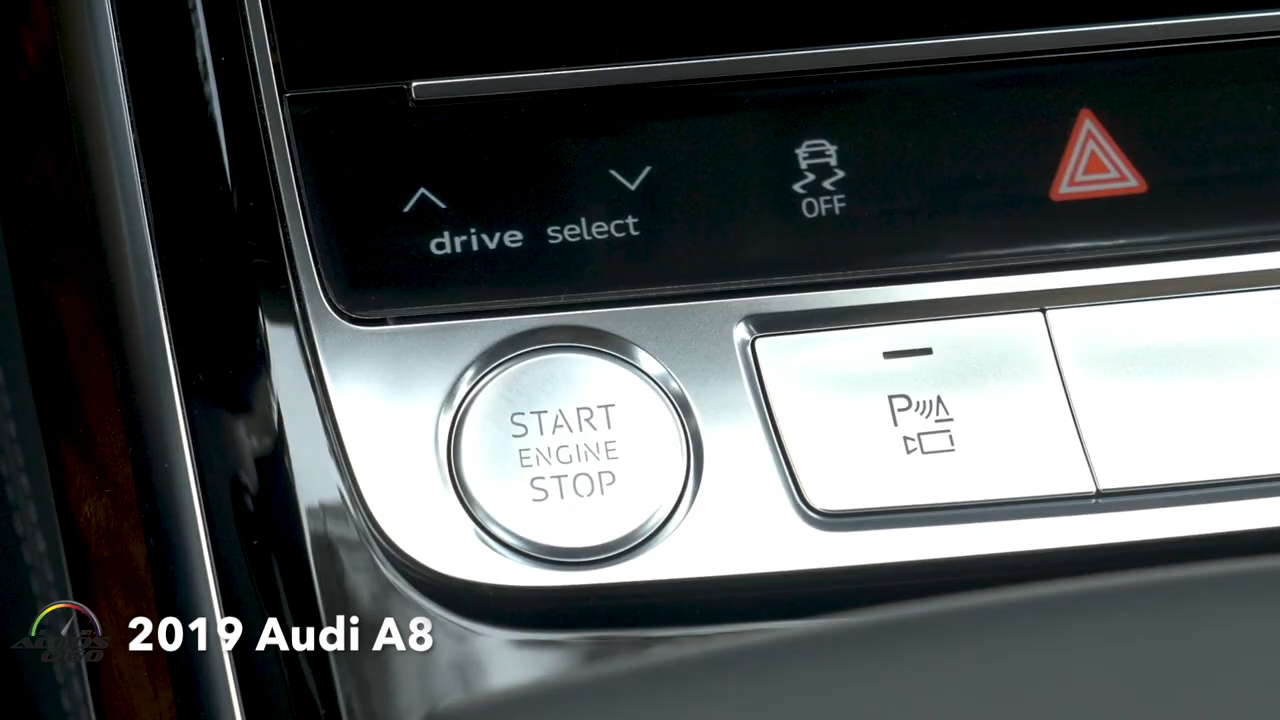 drive select
OFF
START
ENGINE
STOP
P
2019 Audi A8